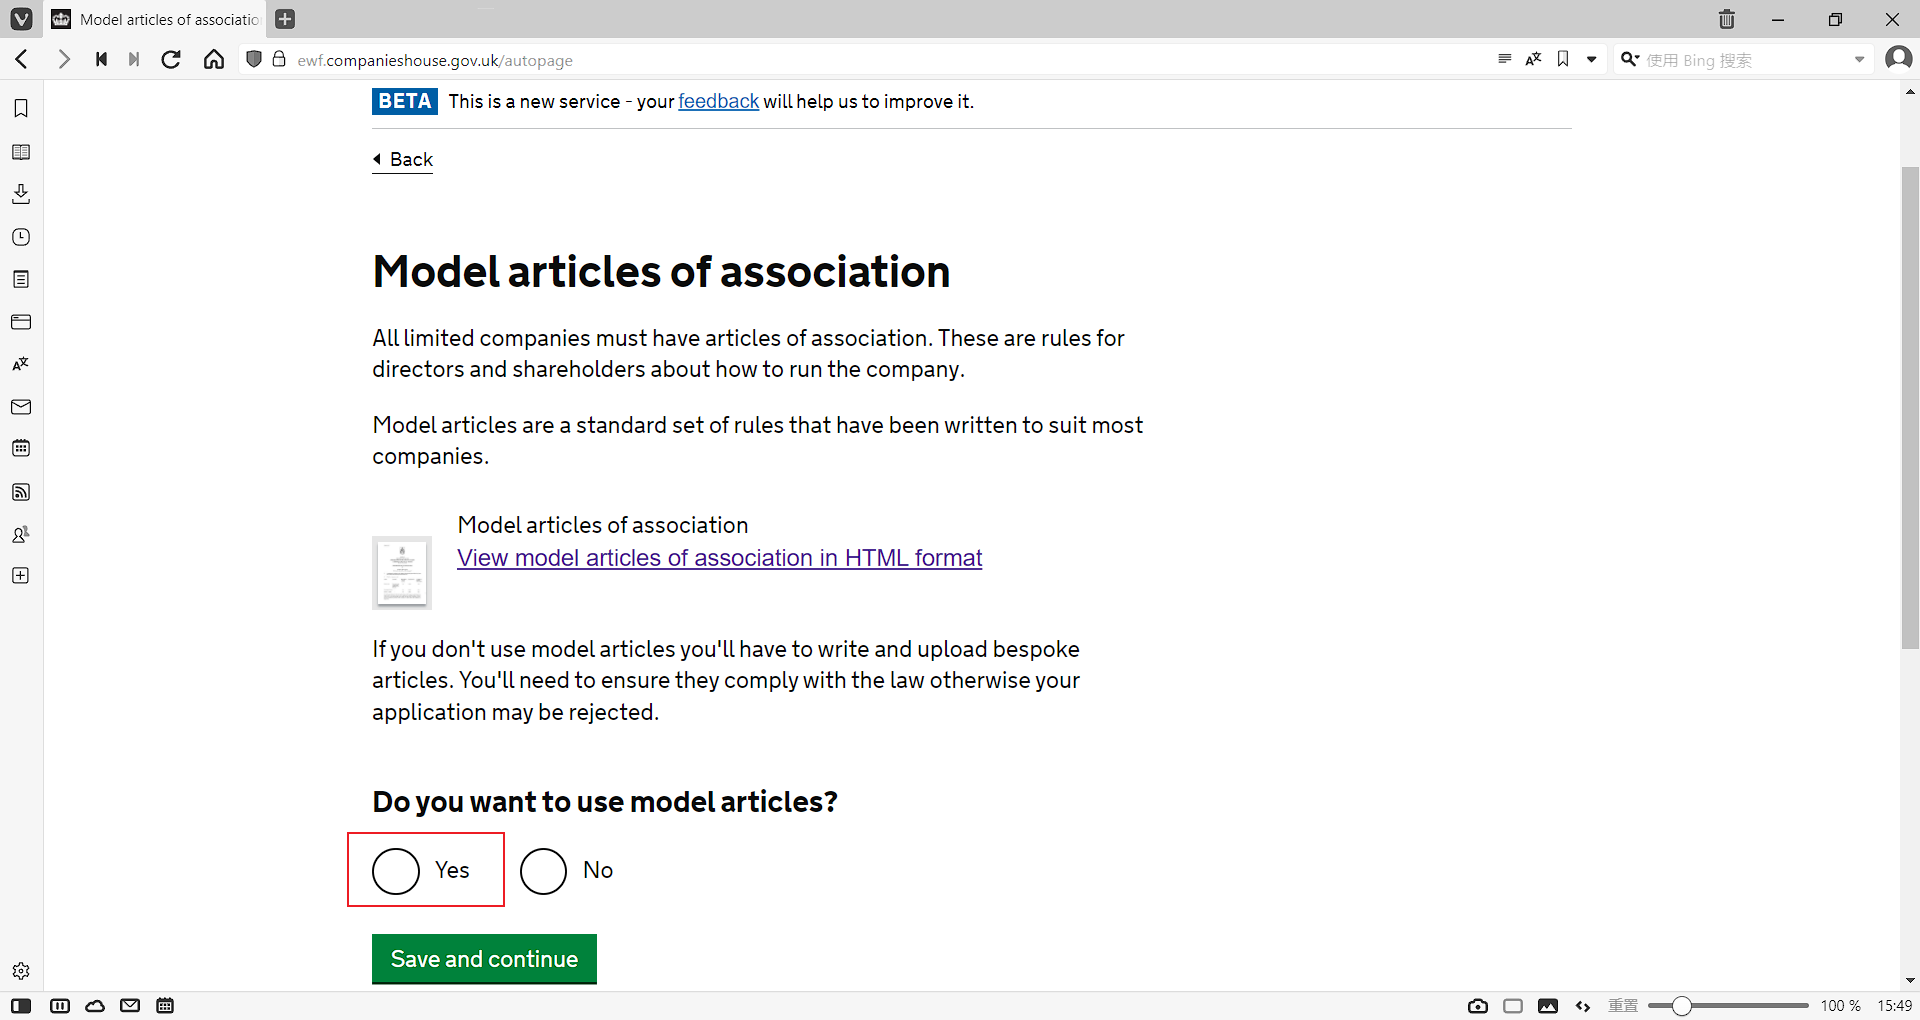 Model articles of associatio
ewf.companieshouse.gov.uk/autopage
使用 Bing 搜索
BETA This is a new service - your feedback will help us to improve it.
Back
Model articles of association
All limited companies must have articles of association. These are rules for
directors and shareholders about how to run the company.
Model articles are a standard set of rules that have been written to suit most
companies.
Model articles of association
View model articles of association in HTML format
If you don't use model articles you'll have to write and upload bespoke
articles. You'll need to ensure they comply with the law otherwise your
application may be rejected.
Do you want to use model articles?
Yes No
Save and continue
重置 100 % 15:49